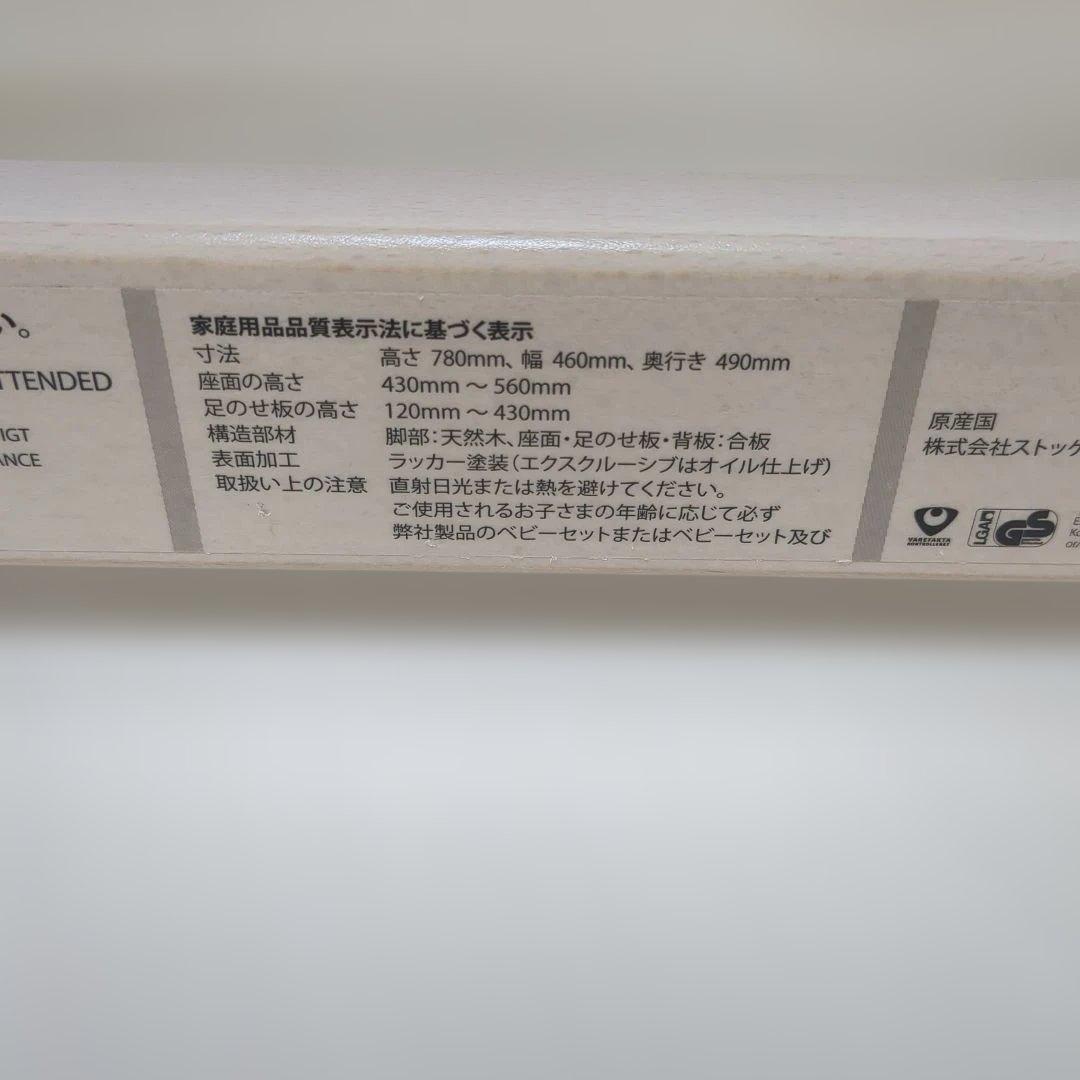 い。
TTENDED
IGT
ANCE
家庭用品品質表示法に基づく表示
寸法 高さ 780mm、幅 460mm、奥行き 490mm
座面の高さ 430mm ～ 560mm
足のせ板の高さ 120mm ～ 430mm
構造部材 脚部：天然木、座面・足のせ板・背板：合板
表面加工 ラッカー塗装（エクスクルーシブはオイル仕上げ）
取扱い上の注意 直射日光または熱を避けてください。
ご使用されるお子さまの年齢に応じて必ず
弊社製品のベビーセットまたはベビーセット及び
原産国
株式会社ストッケ
VAREFAKTA
KONTROLLERET
LGA
GS